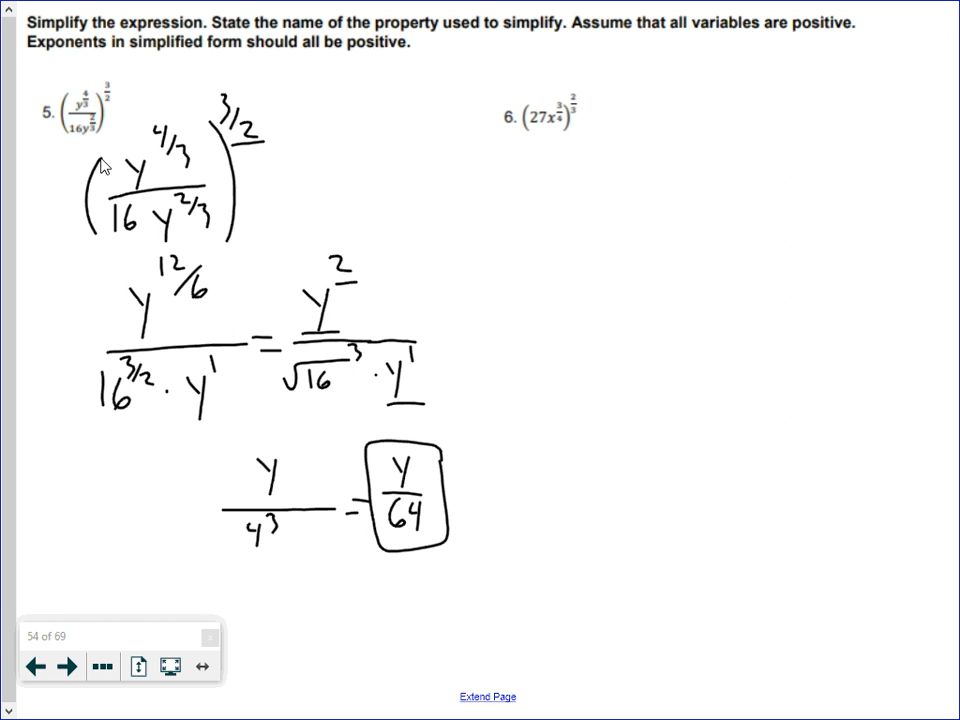 Simplify the expression. State the name of the property used to simplify. Assume that all variables are positive.
Exponents in simplified form should all be positive.
5. (y^(4/3) / 16y^(2/3))^(3/2)
(y^(4/3) / 16 y^(2/3))^(3/2)
y^(12/6) / 16^(3/2) · y^1 = y^2 / √16^3 · y^1
y / 4^3 = y / 64
6. (27x^(3/4))^(2/3)
54 of 69
Extend Page